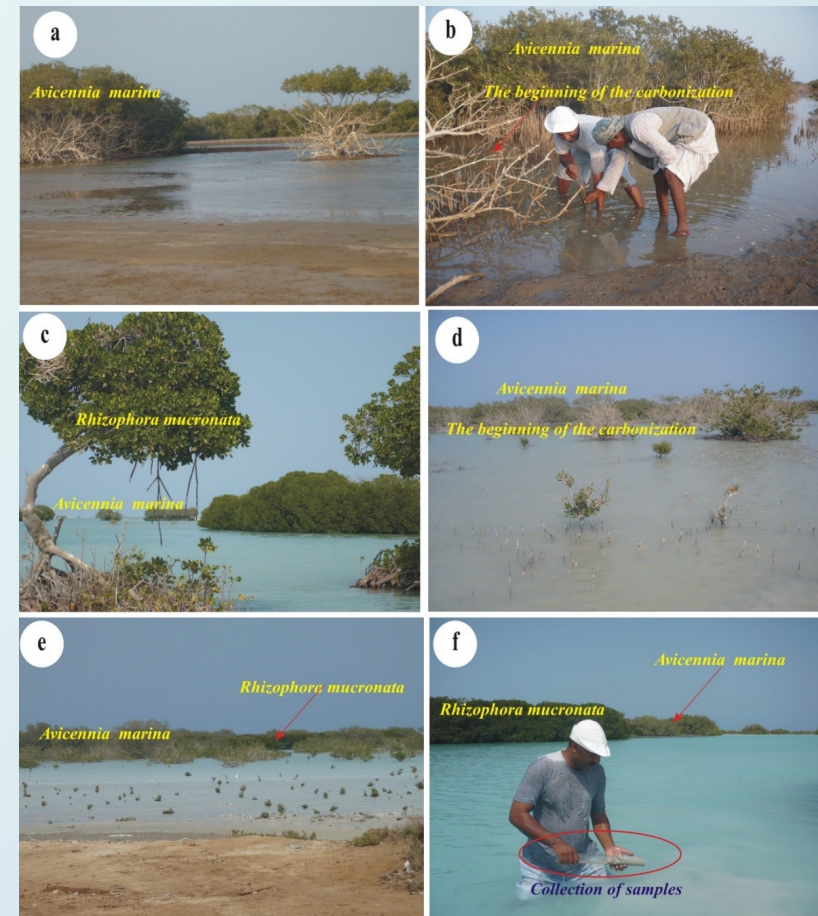 a
Avicennia marina
b
Avicennia marina
The beginning of the carbonization
c
Rhizophora mucronata
Avicennia marina
d
Avicennia marina
The beginning of the carbonization
e
Rhizophora mucronata
Avicennia marina
f
Avicennia marina
Rhizophora mucronata
Collection of samples